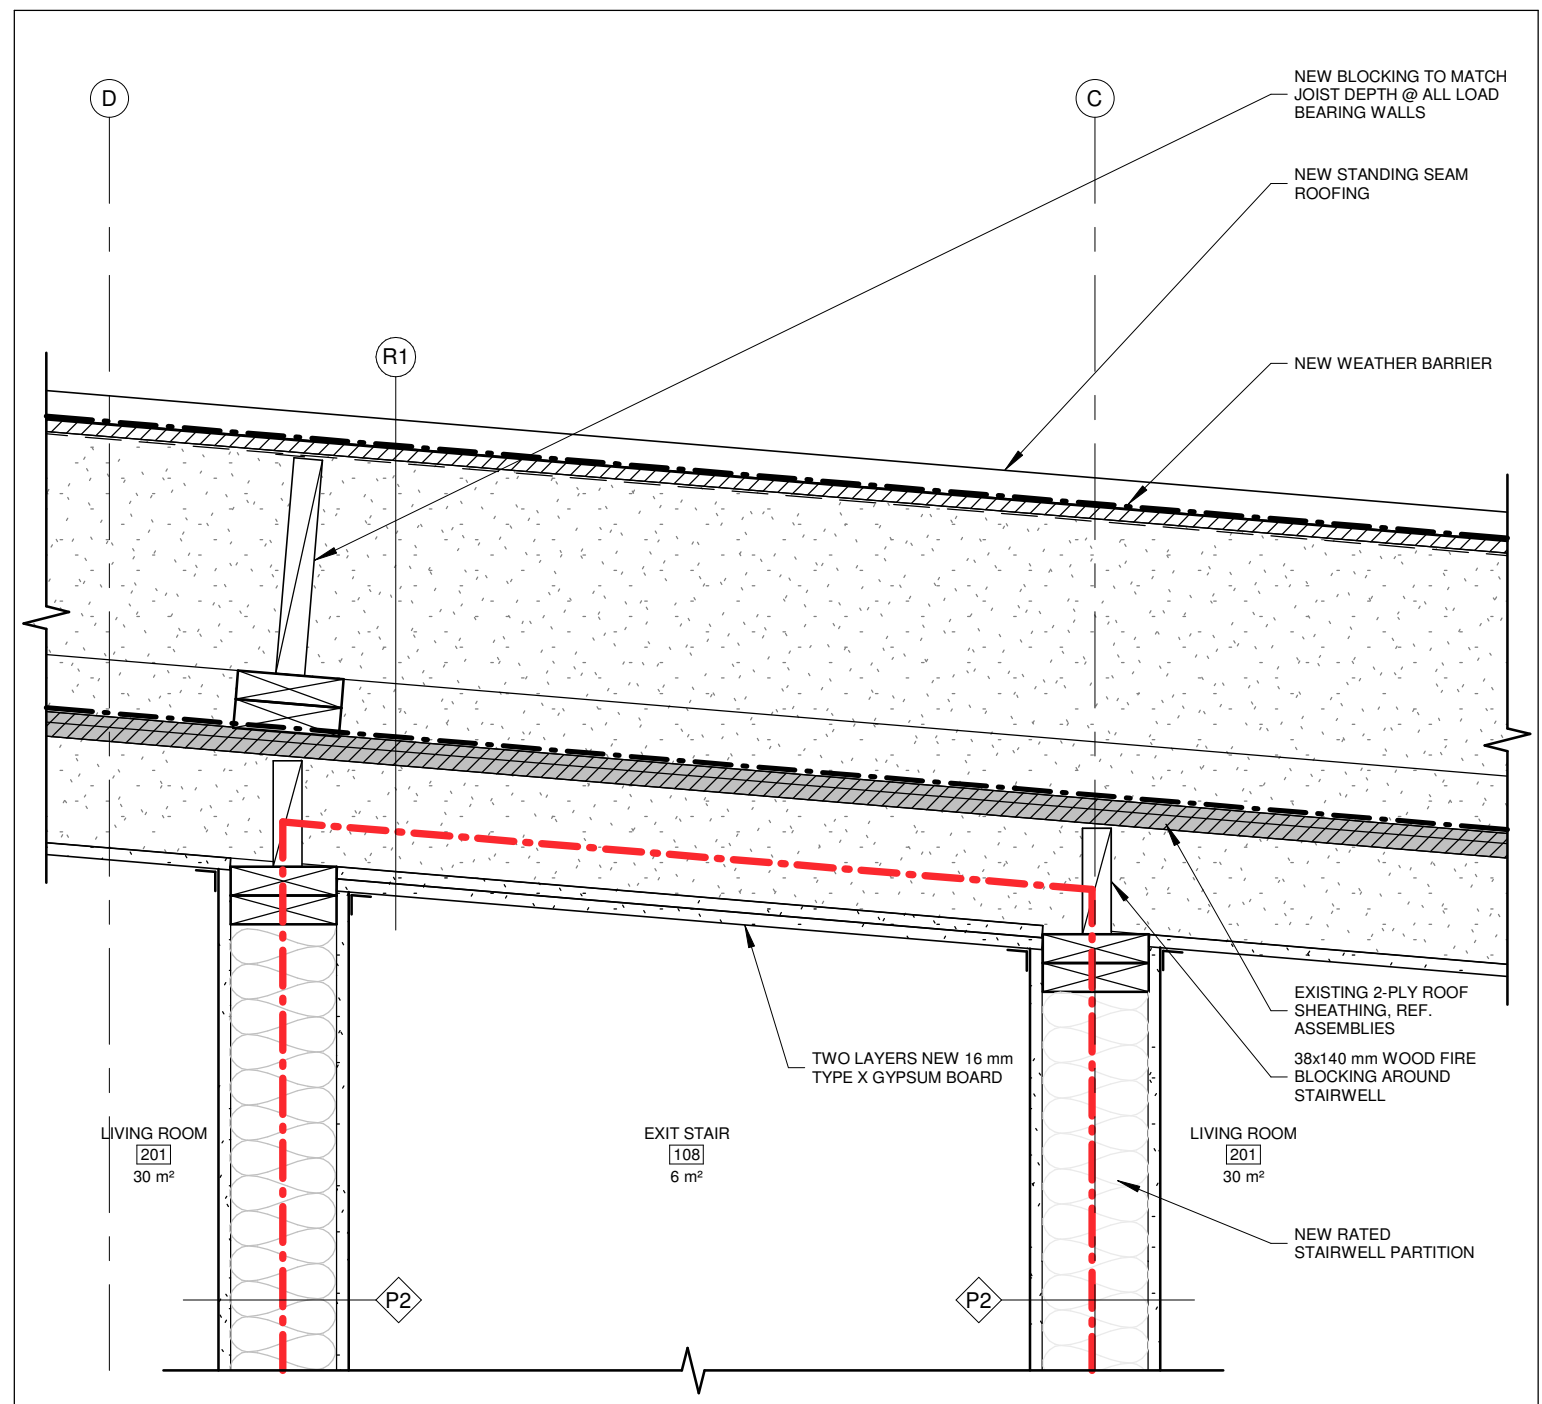 D
C
NEW BLOCKING TO MATCH
JOIST DEPTH @ ALL LOAD
BEARING WALLS
NEW STANDING SEAM
ROOFING
R1
NEW WEATHER BARRIER
EXISTING 2-PLY ROOF
SHEATHING, REF.
ASSEMBLIES
TWO LAYERS NEW 16 mm
TYPE X GYPSUM BOARD
38x140 mm WOOD FIRE
BLOCKING AROUND
STAIRWELL
LIVING ROOM
201
30 m²
EXIT STAIR
108
6 m²
LIVING ROOM
201
30 m²
NEW RATED
STAIRWELL PARTITION
P2
P2